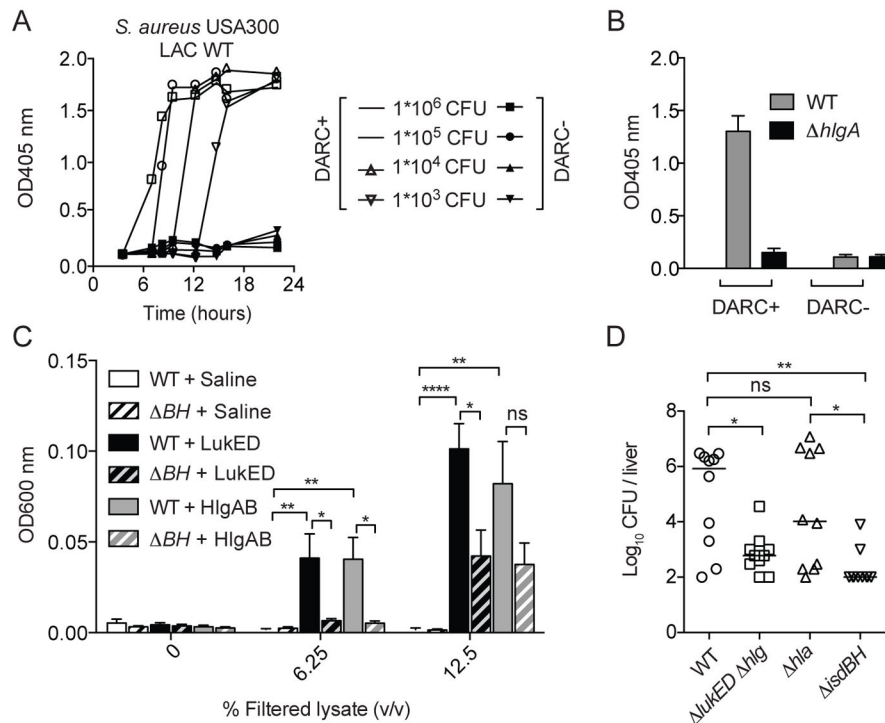 A
S. aureus USA300
LAC WT
OD405 nm
2.0
1.5
1.0
0.5
0.0
0 6 12 18 24
Time (hours)
DARC+
1*10⁶ CFU
1*10⁵ CFU
1*10⁴ CFU
1*10³ CFU
DARC-
B
OD405 nm
2.0
1.5
1.0
0.5
0.0
WT
ΔhlgA
DARC+ DARC-
C
OD600 nm
0.15
0.10
0.05
0.00
WT + Saline
ΔBH + Saline
WT + LukED
ΔBH + LukED
WT + HlgAB
ΔBH + HlgAB
**
** * *
**
**** * ns
0 6.25 12.5
% Filtered lysate (v/v)
D
Log₁₀ CFU / liver
8
6
4
2
0
**
ns
* *
WT ΔlukED Δhlg Δhla ΔisdBH